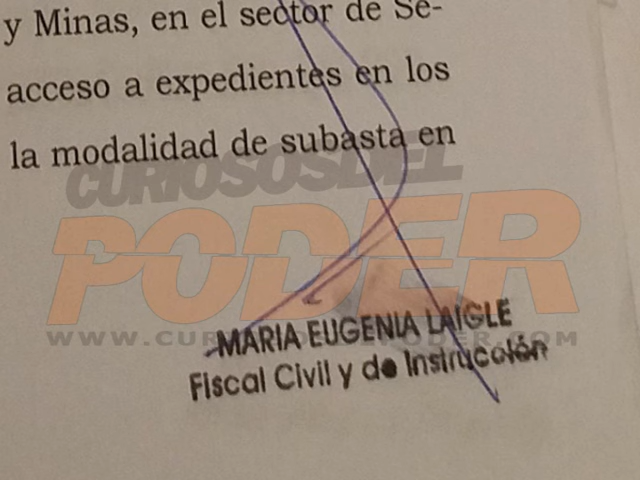 y Minas, en el sector de Se-
acceso a expedientes en los
la modalidad de subasta en
CURIOSOSDEL
PODER
WWW.CURIOSOSDELPODER.COM
MARIA EUGENIA LAIGLE
Fiscal Civil y de Instrucción